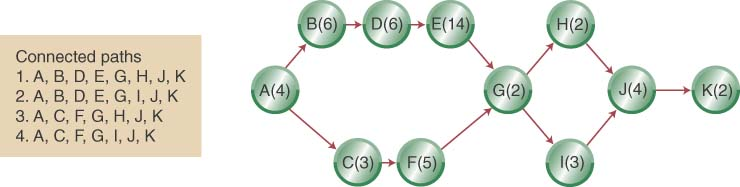 Connected paths
1. A, B, D, E, G, H, J, K
2. A, B, D, E, G, I, J, K
3. A, C, F, G, H, J, K
4. A, C, F, G, I, J, K
B(6) D(6) E(14) H(2)
A(4) G(2) J(4) K(2)
C(3) F(5) I(3)